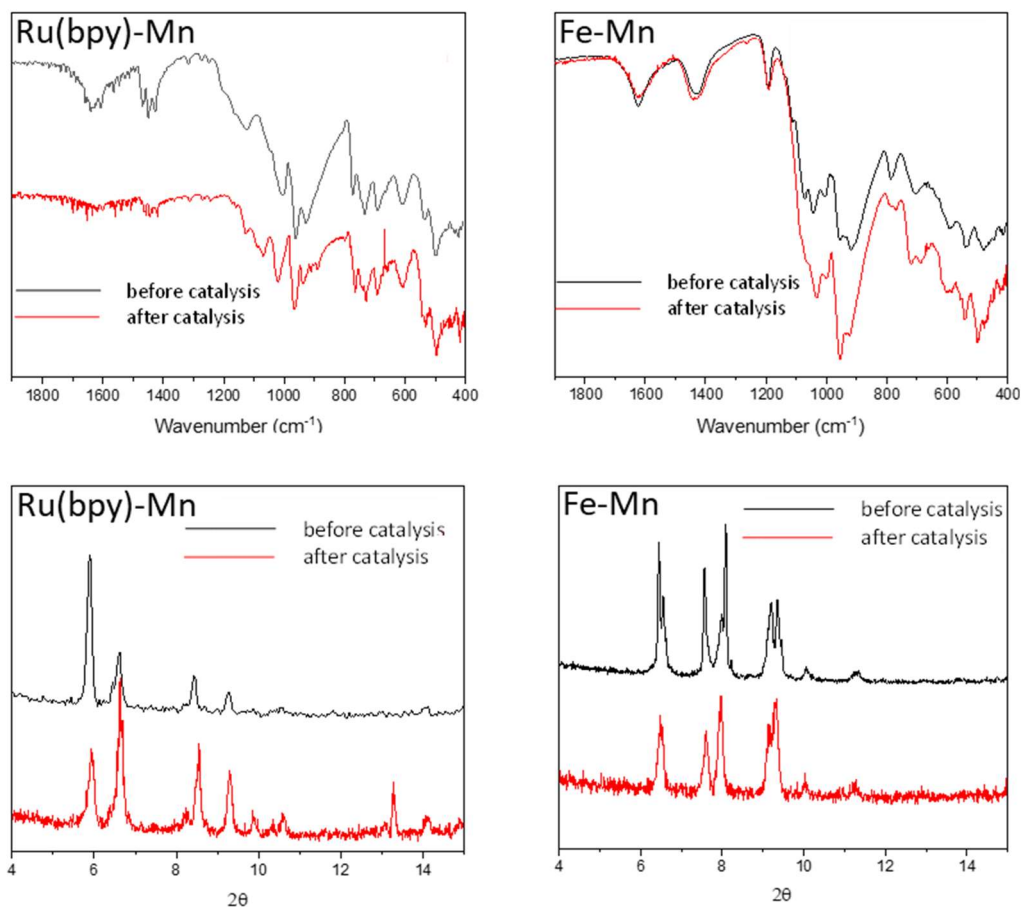 Ru(bpy)-Mn
before catalysis
after catalysis
1800 1600 1400 1200 1000 800 600 400
Wavenumber (cm-1)
Fe-Mn
before catalysis
after catalysis
1800 1600 1400 1200 1000 800 600 400
Wavenumber (cm-1)
Ru(bpy)-Mn
before catalysis
after catalysis
4 6 8 10 12 14
2θ
Fe-Mn
before catalysis
after catalysis
4 6 8 10 12 14
2θ